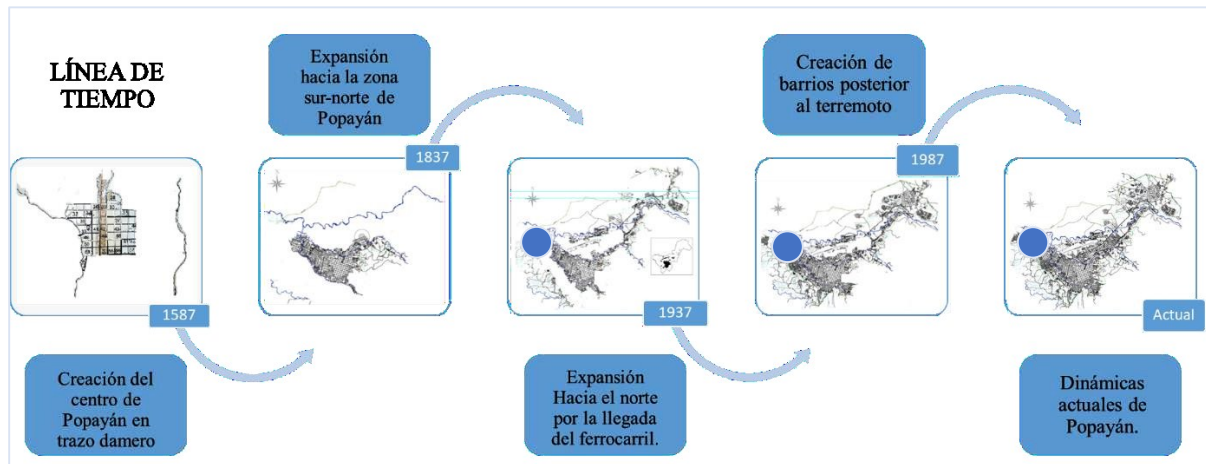 LÍNEA DE
TIEMPO
1587
Creación del
centro de
Popayán en
trazo damero
Expansión
hacia la zona
sur-norte de
Popayán
1837
1937
Expansión
Hacia el norte
por la llegada
del ferrocarril.
Creación de
barrios posterior
al terremoto
1987
Actual
Dinámicas
actuales de
Popayán.